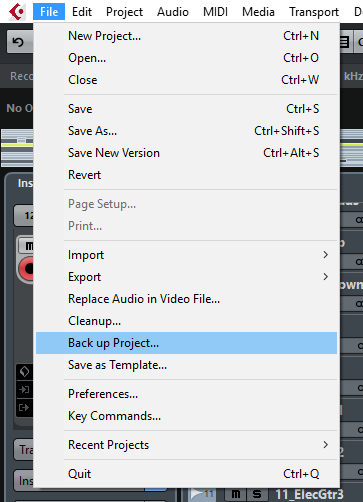 File Edit Project Audio MIDI Media Transport
New Project... Ctrl+N
Open... Ctrl+O
Close Ctrl+W
Save Ctrl+S
Save As... Ctrl+Shift+S
Save New Version Ctrl+Alt+S
Revert
Page Setup...
Print...
Import
Export
Replace Audio in Video File...
Cleanup...
Back up Project...
Save as Template...
Preferences...
Key Commands...
Recent Projects
Quit Ctrl+Q
Reco
kHz
No O
Ins
12
m
Tra
Ins
own
2
11 m S 11_ElecGtr3